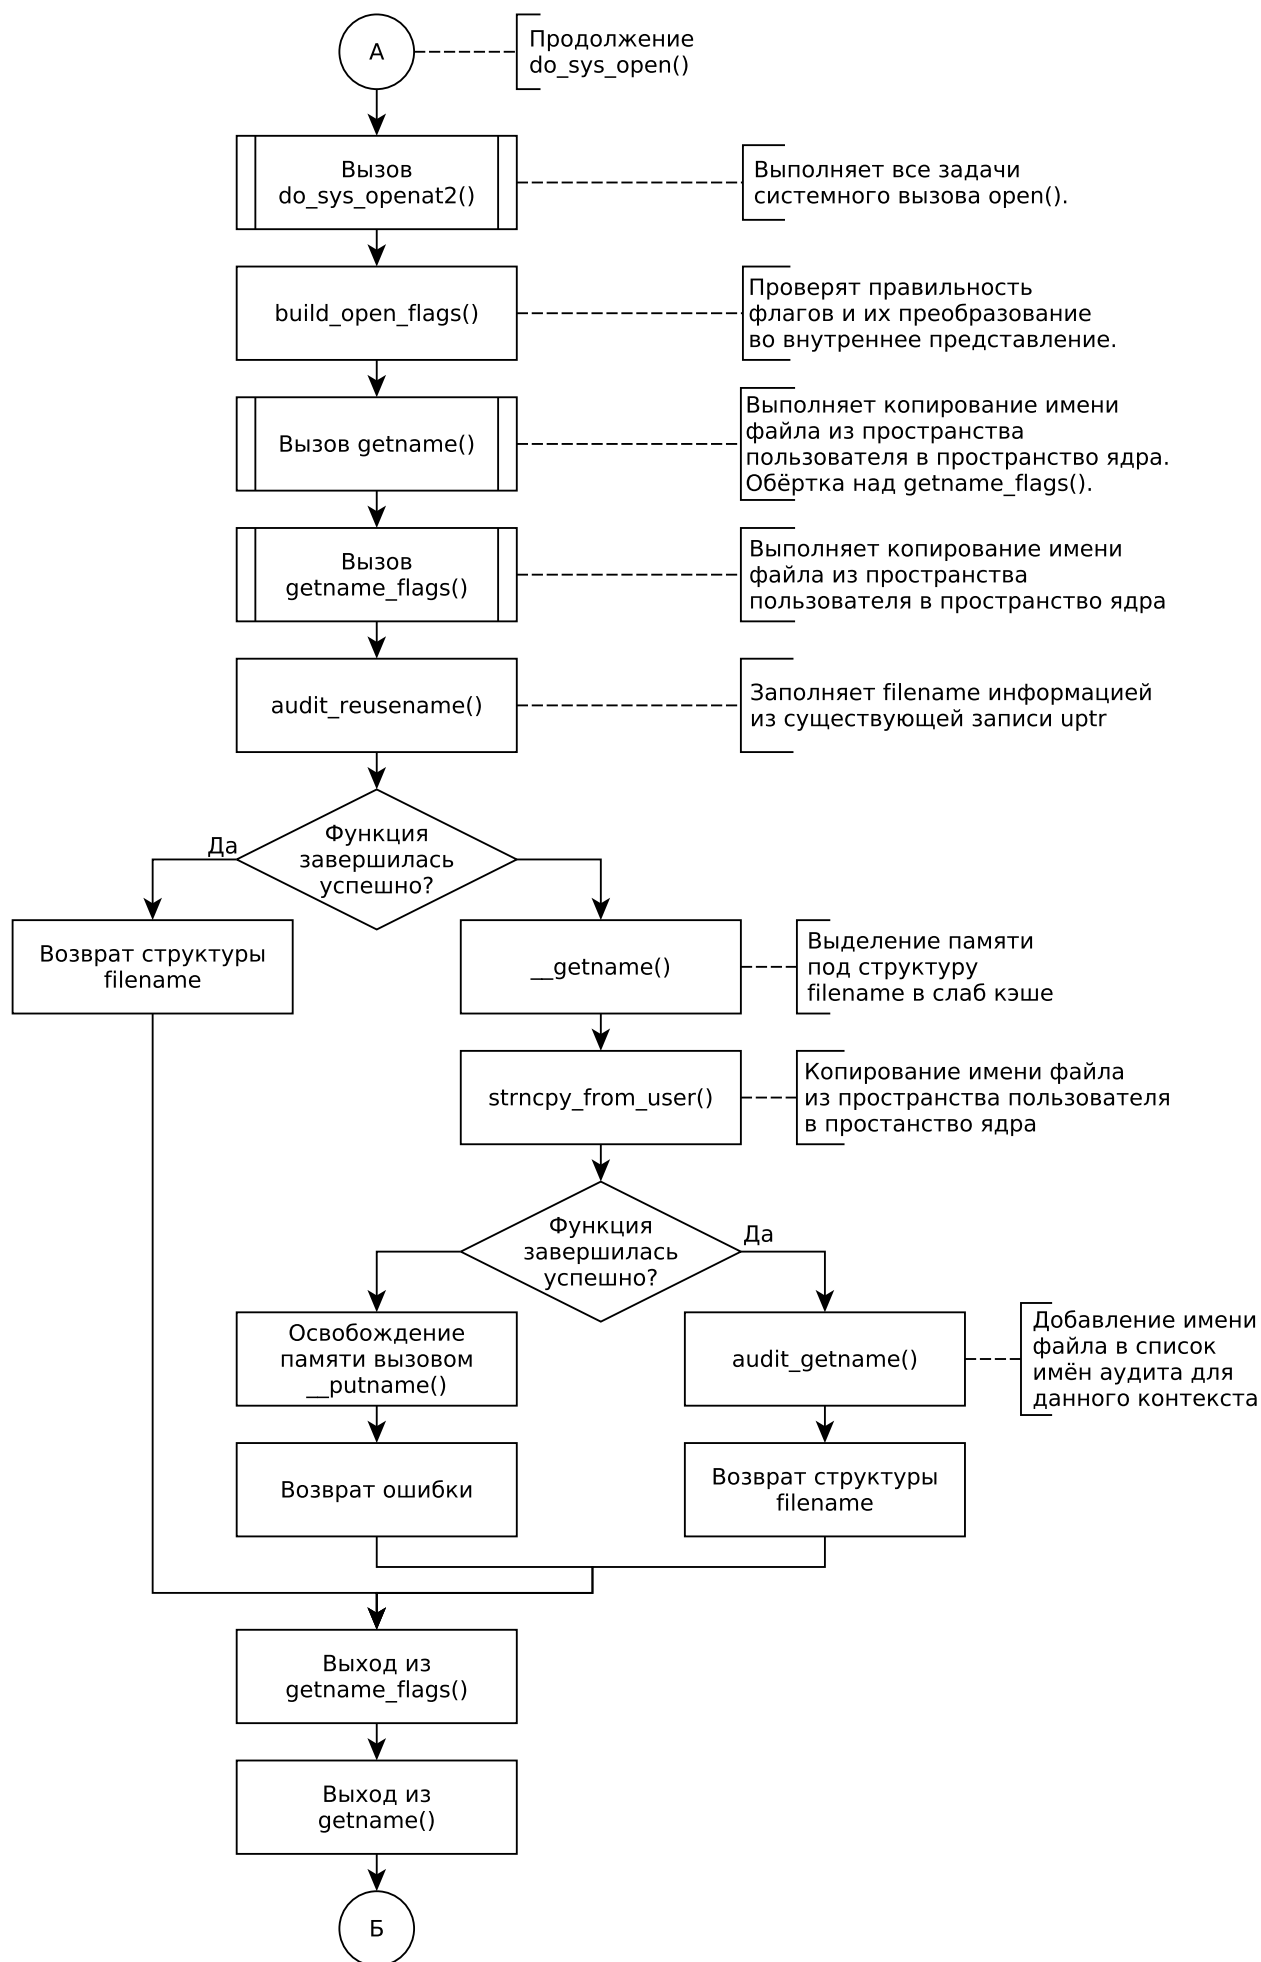 А
Продолжение
do_sys_open()
Вызов
do_sys_openat2()
Выполняет все задачи
системного вызова open().
build_open_flags()
Проверят правильность
флагов и их преобразование
во внутреннее представление.
Вызов getname()
Выполняет копирование имени
файла из пространства
пользователя в пространство ядра.
Обёртка над getname_flags().
Вызов
getname_flags()
Выполняет копирование имени
файла из пространства
пользователя в пространство ядра
audit_reusename()
Заполняет filename информацией
из существующей записи uptr
Функция
завершилась
успешно?
Да
Возврат структуры
filename
__getname()
Выделение памяти
под структуру
filename в слаб кэше
strncpy_from_user()
Копирование имени файла
из пространства пользователя
в простанство ядра
Функция
завершилась
успешно?
Да
Освобождение
памяти вызовом
__putname()
audit_getname()
Добавление имени
файла в список
имён аудита для
данного контекста
Возврат ошибки
Возврат структуры
filename
Выход из
getname_flags()
Выход из
getname()
Б